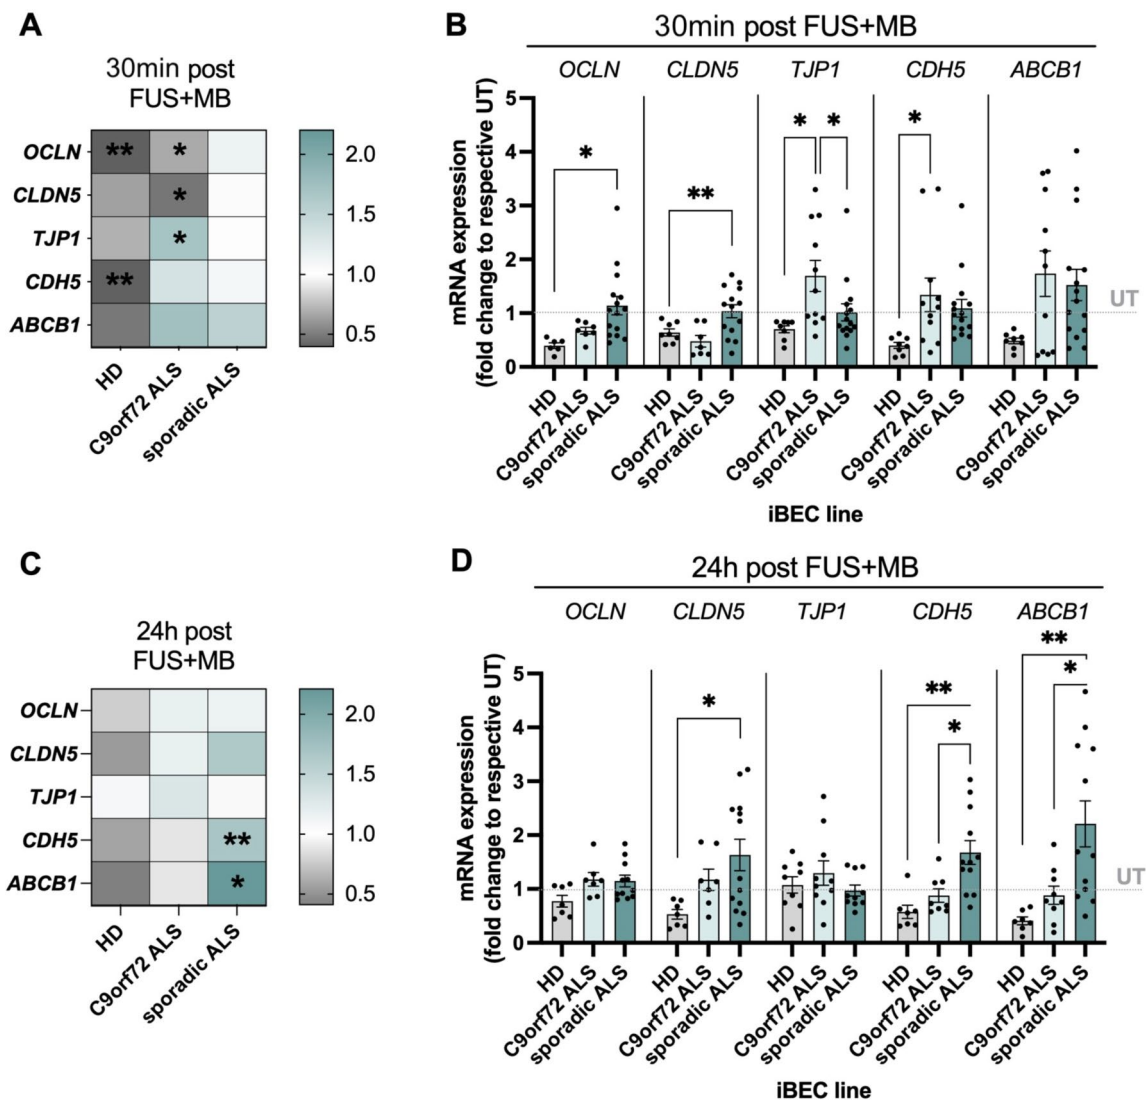 A
30min post
FUS+MB
OCLN
CLDN5
TJP1
CDH5
ABCB1
**
*
*
*
**
2.0
1.5
1.0
0.5
HD
C9orf72 ALS
sporadic ALS
B
30min post FUS+MB
OCLN CLDN5 TJP1 CDH5 ABCB1
mRNA expression
(fold change to respective UT)
5
4
3
2
1
0
*
**
* *
*
UT
HD C9orf72 ALS sporadic ALS HD C9orf72 ALS sporadic ALS HD C9orf72 ALS sporadic ALS HD C9orf72 ALS sporadic ALS HD C9orf72 ALS sporadic ALS
iBEC line
C
24h post
FUS+MB
OCLN
CLDN5
TJP1
CDH5
ABCB1
**
*
2.0
1.5
1.0
0.5
HD
C9orf72 ALS
sporadic ALS
D
24h post FUS+MB
OCLN CLDN5 TJP1 CDH5 ABCB1
mRNA expression
(fold change to respective UT)
5
4
3
2
1
0
*
**
*
**
*
UT
HD C9orf72 ALS sporadic ALS HD C9orf72 ALS sporadic ALS HD C9orf72 ALS sporadic ALS HD C9orf72 ALS sporadic ALS HD C9orf72 ALS sporadic ALS
iBEC line